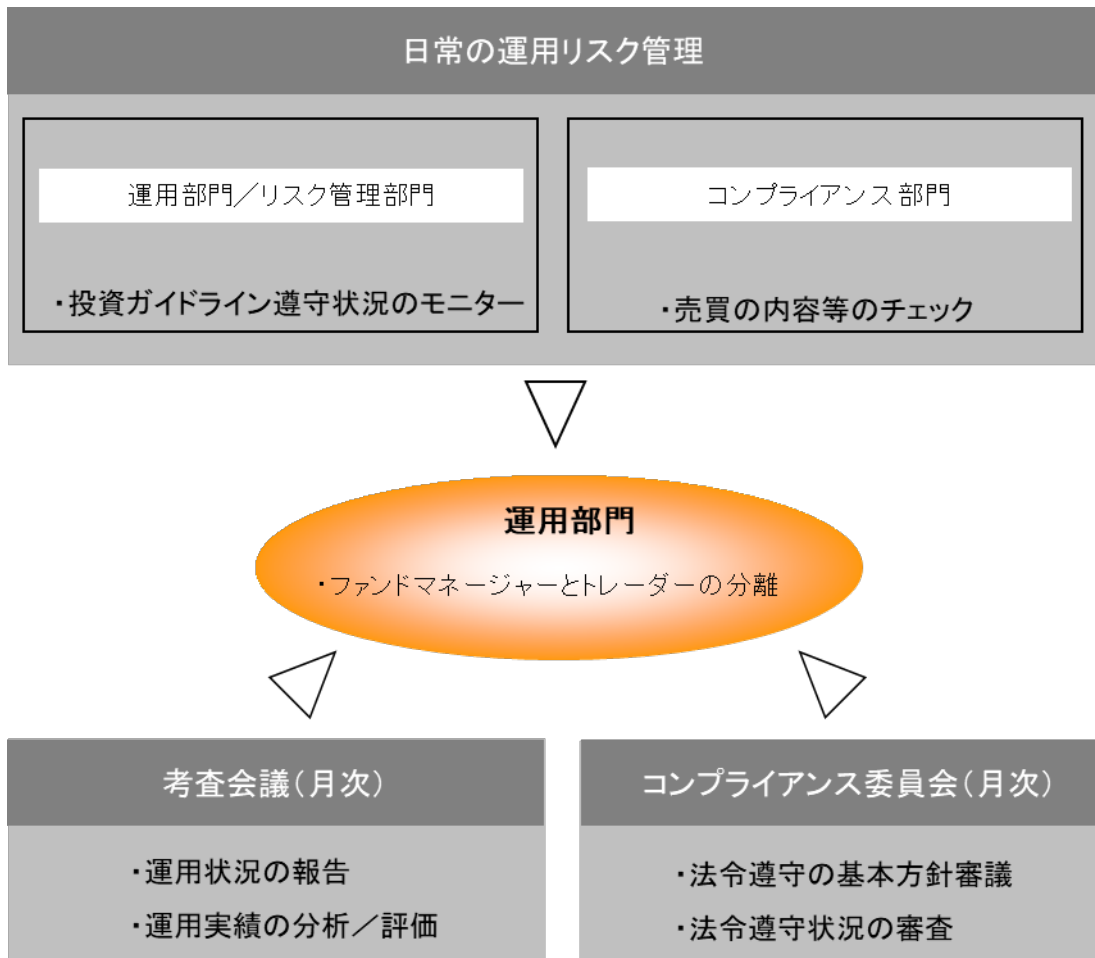 日常の運用リスク管理
運用部門／リスク管理部門
・投資ガイドライン遵守状況のモニター
コンプライアンス部門
・売買の内容等のチェック
運用部門
・ファンドマネージャーとトレーダーの分離
考査会議（月次）
・運用状況の報告
・運用実績の分析／評価
コンプライアンス委員会（月次）
・法令遵守の基本方針審議
・法令遵守状況の審査